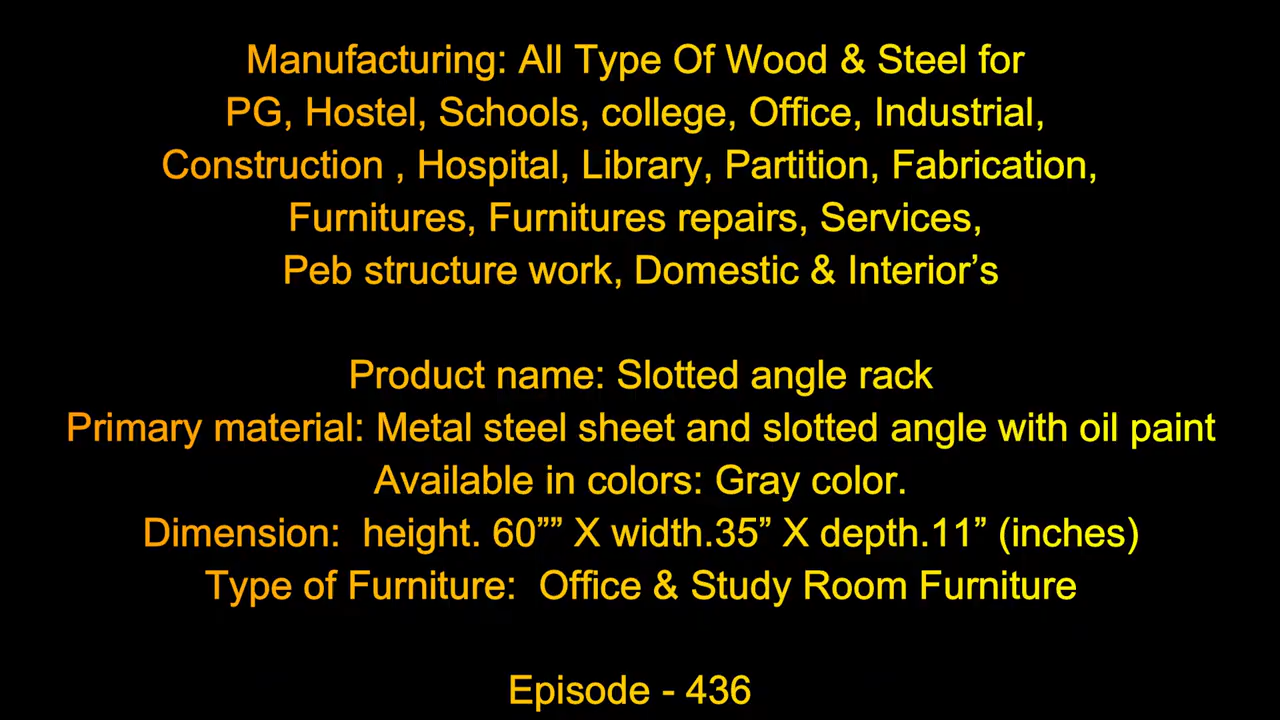 Manufacturing: All Type Of Wood & Steel for
PG, Hostel, Schools, college, Office, Industrial,
Construction , Hospital, Library, Partition, Fabrication,
Furnitures, Furnitures repairs, Services,
Peb structure work, Domestic & Interior’s
Product name: Slotted angle rack
Primary material: Metal steel sheet and slotted angle with oil paint
Available in colors: Gray color.
Dimension:  height. 60”” X width.35” X depth.11” (inches)
Type of Furniture:  Office & Study Room Furniture
Episode - 436